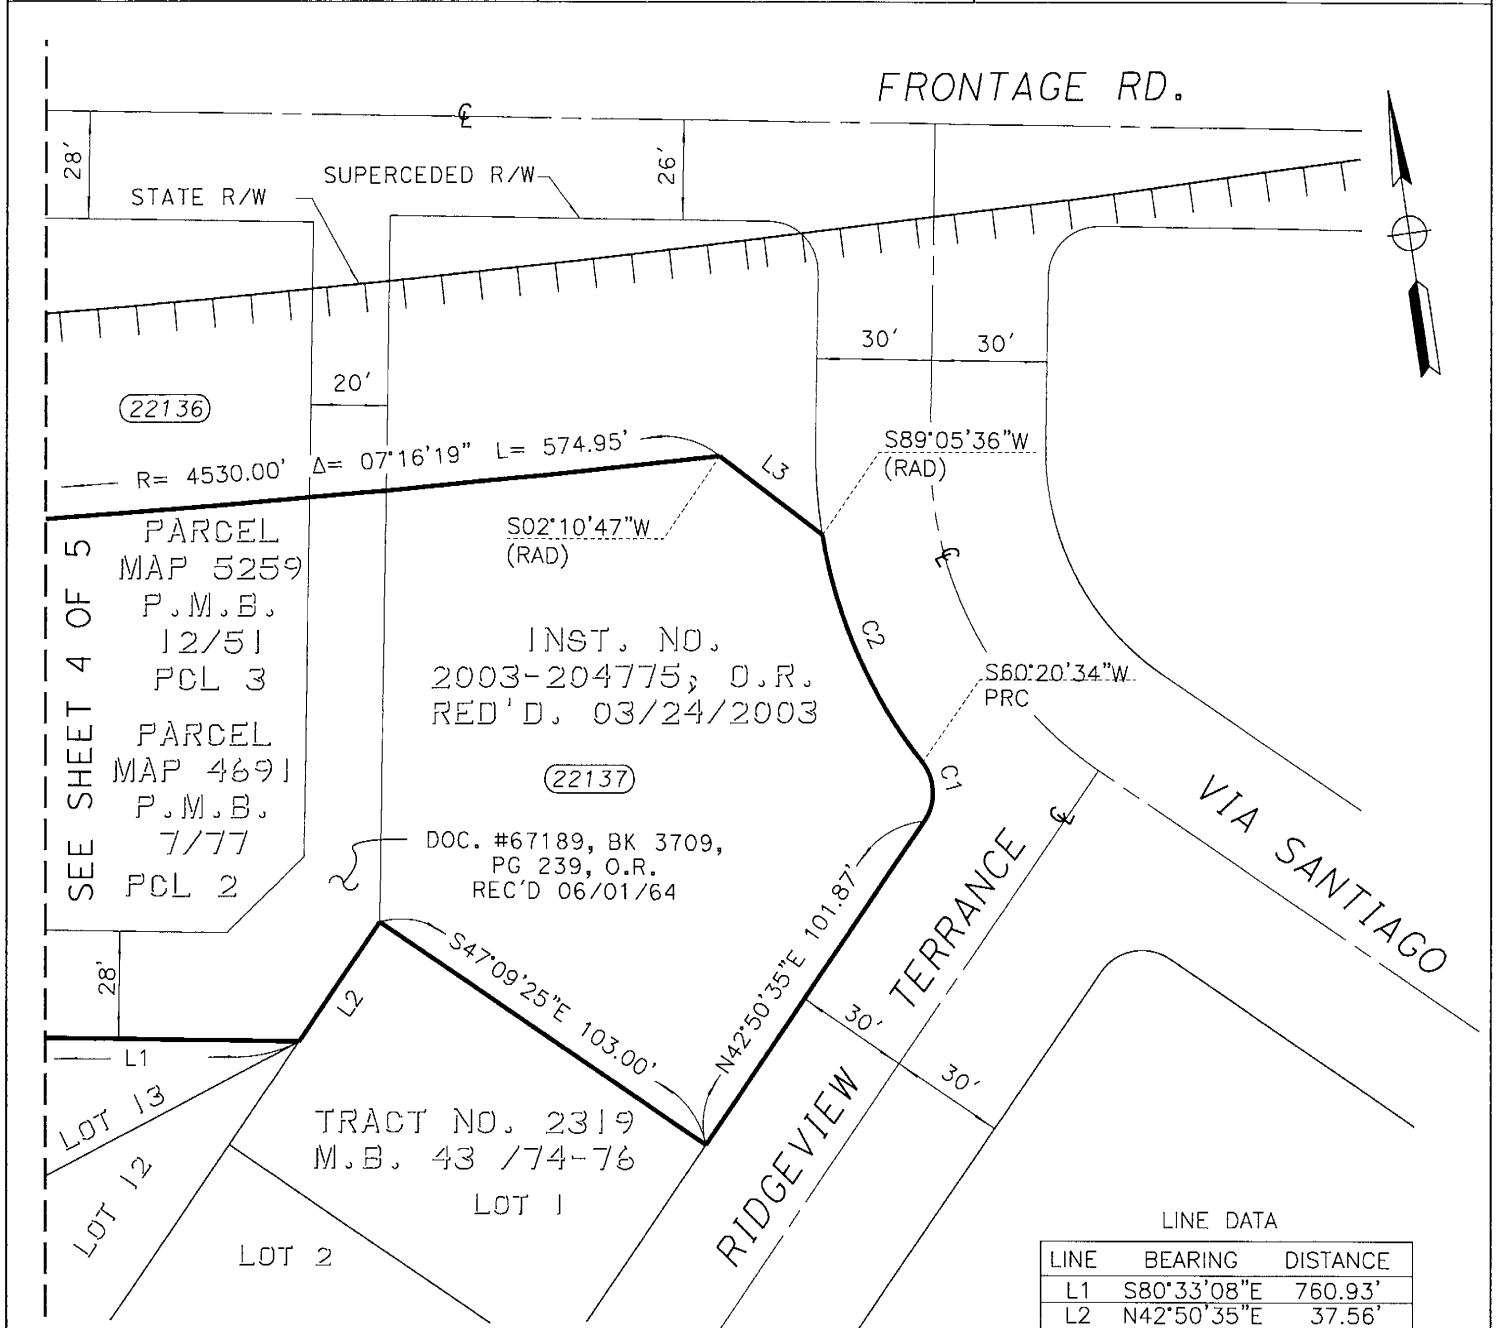 FRONTAGE RD.
℄
28'
26'
SUPERCEDED R/W
STATE R/W
30'
30'
20'
22136
R= 4530.00' Δ= 07°16'19" L= 574.95'
L3
S89°05'36"W
(RAD)
S02°10'47"W
(RAD)
℄
SEE SHEET 4 OF 5
PARCEL
MAP 5259
P.M.B.
12/51
PCL 3
PARCEL
MAP 4691
P.M.B.
7/77
PCL 2
INST. NO.
2003-204775; O.R.
RED'D. 03/24/2003
22137
C2
S60°20'34"W
PRC
C1
℄
VIA SANTIAGO
DOC. #67189, BK 3709,
PG 239, O.R.
REC'D 06/01/64
N42°50'35"E 101.87'
S47°09'25"E 103.00'
28'
L2
L1
RIDGEVIEW TERRANCE
30'
30'
LOT 13
LOT 12
TRACT NO. 2319
M.B. 43 /74-76
LOT 1
LOT 2
LINE DATA
LINE BEARING DISTANCE
L1 S80°33'08"E 760.93'
L2 N42°50'35"E 37.56'